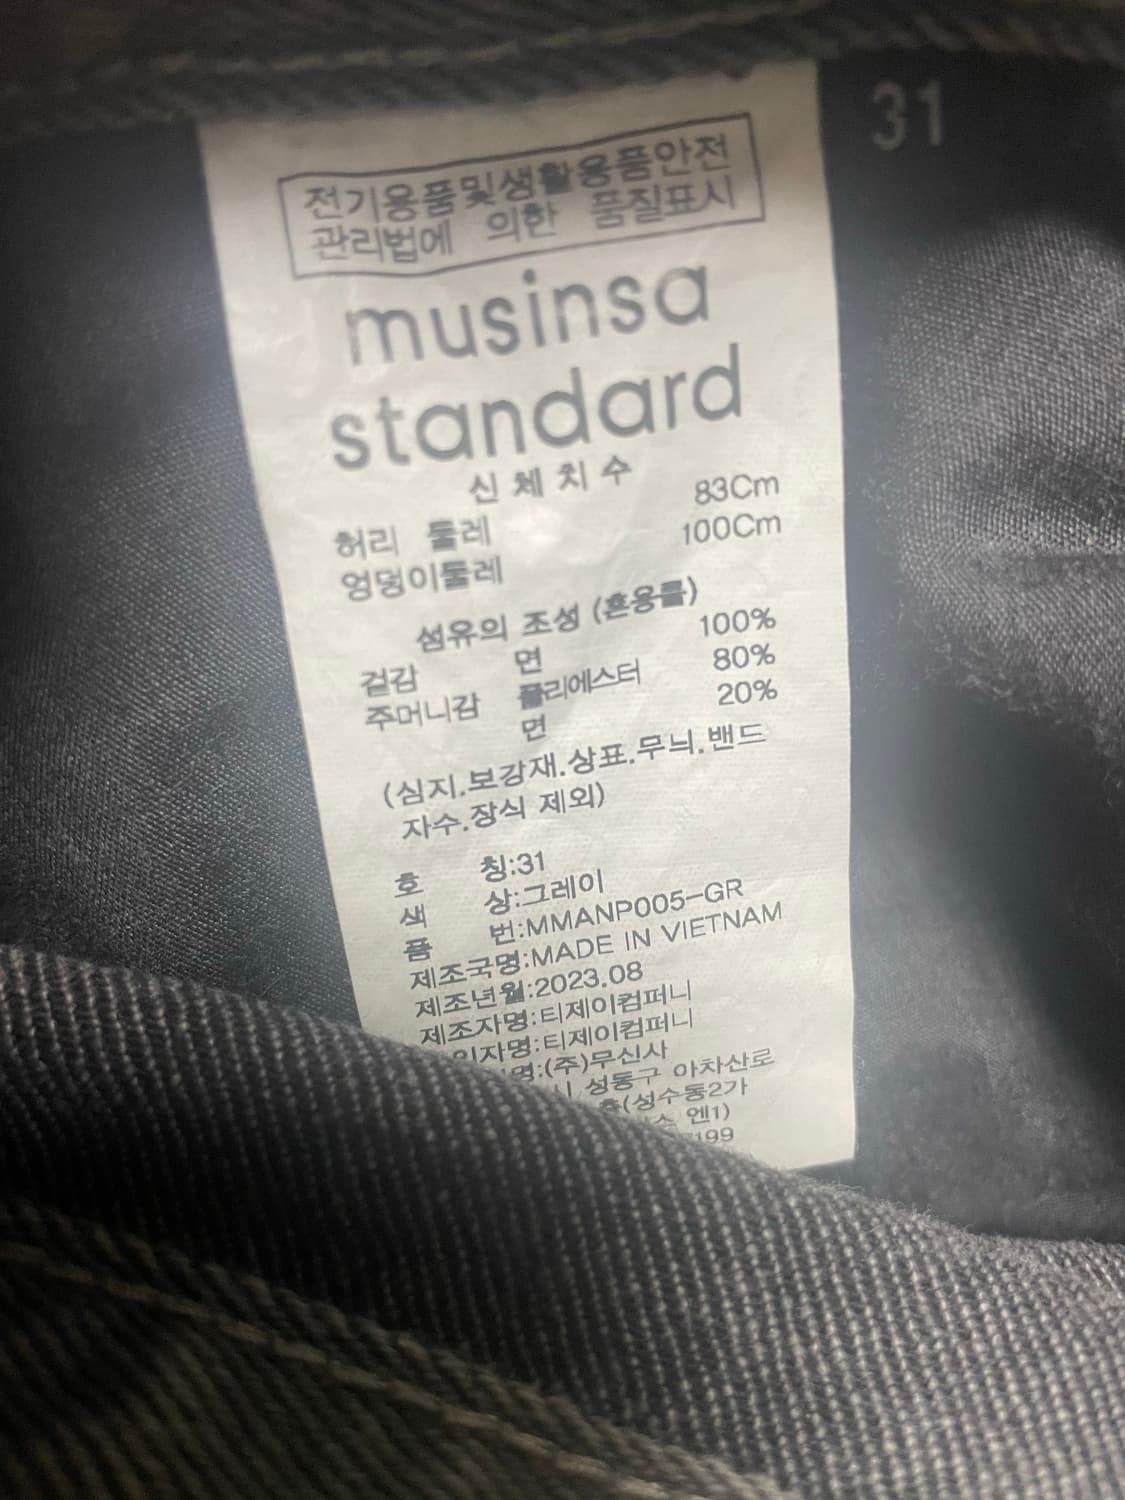 31
전기용품및생활용품안전
관리법에 의한 품질표시
musinsa
standard
신체치수
허리 둘레 83Cm
엉덩이둘레 100Cm
섬유의 조성 (혼용률)
겉감 면 100%
주머니감 폴리에스터 80%
면 20%
(심지.보강재.상표.무늬.밴드
자수.장식 제외)
호 칭:31
색 상:그레이
품 번:MMANP005-GR
제조국명:MADE IN VIETNAM
제조년월:2023.08
제조자명:티제이컴퍼니
자명:티제이컴퍼니
명:(주)무신사
성동구 아차산로
(성수동2가
엔1)
199